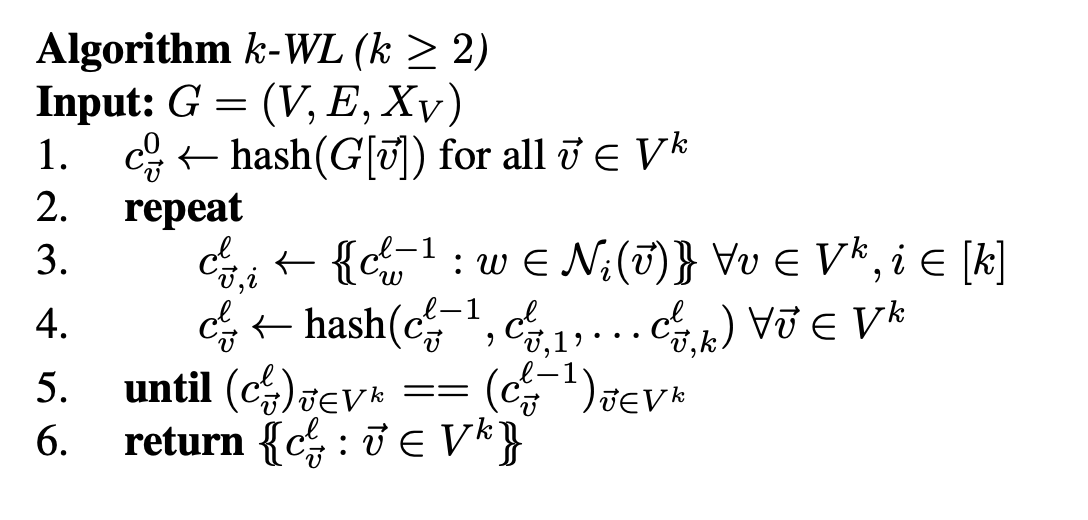 Algorithm k-WL (k ≥ 2)
Input: G = (V, E, X_V)
1. c^0_{\vec{v}} ← hash(G[\vec{v}]) for all \vec{v} ∈ V^k
2. repeat
3. c^ℓ_{\vec{v},i} ← {{c^{ℓ−1}_w : w ∈ 𝒩_i(\vec{v})}} ∀v ∈ V^k, i ∈ [k]
4. c^ℓ_{\vec{v}} ← hash(c^{ℓ−1}_{\vec{v}}, c^ℓ_{\vec{v},1}, … c^ℓ_{\vec{v},k}) ∀\vec{v} ∈ V^k
5. until (c^ℓ_{\vec{v}})_{\vec{v}∈V^k} == (c^{ℓ−1}_{\vec{v}})_{\vec{v}∈V^k}
6. return {{c^ℓ_{\vec{v}} : \vec{v} ∈ V^k}}